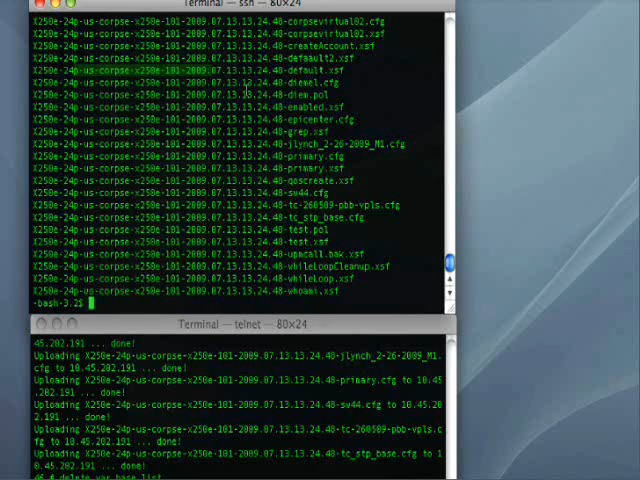 Terminal — ssh — 80×24
X250e-24p-us-corpse-x250e-101-2009.07.13.13.24.48-corpsevirtual02.cfg
X250e-24p-us-corpse-x250e-101-2009.07.13.13.24.48-createAccount.xsf
X250e-24p-us-corpse-x250e-101-2009.07.13.13.24.48-defaault2.xsf
X250e-24p-us-corpse-x250e-101-2009.07.13.13.24.48-default.xsf
X250e-24p-us-corpse-x250e-101-2009.07.13.13.24.48-diemel.cfg
X250e-24p-us-corpse-x250e-101-2009.07.13.13.24.48-diem.pol
X250e-24p-us-corpse-x250e-101-2009.07.13.13.24.48-enabled.xsf
X250e-24p-us-corpse-x250e-101-2009.07.13.13.24.48-epicenter.cfg
X250e-24p-us-corpse-x250e-101-2009.07.13.13.24.48-grep.xsf
X250e-24p-us-corpse-x250e-101-2009.07.13.13.24.48-jlynch_2-26-2009_M1.cfg
X250e-24p-us-corpse-x250e-101-2009.07.13.13.24.48-primary.cfg
X250e-24p-us-corpse-x250e-101-2009.07.13.13.24.48-primary.xsf
X250e-24p-us-corpse-x250e-101-2009.07.13.13.24.48-qoscreate.xsf
X250e-24p-us-corpse-x250e-101-2009.07.13.13.24.48-sw44.cfg
X250e-24p-us-corpse-x250e-101-2009.07.13.13.24.48-tc-260509-pbb-vpls.cfg
X250e-24p-us-corpse-x250e-101-2009.07.13.13.24.48-tc_stp_base.cfg
X250e-24p-us-corpse-x250e-101-2009.07.13.13.24.48-test.pol
X250e-24p-us-corpse-x250e-101-2009.07.13.13.24.48-test.xsf
X250e-24p-us-corpse-x250e-101-2009.07.13.13.24.48-upmcall.bak.xsf
X250e-24p-us-corpse-x250e-101-2009.07.13.13.24.48-whileLoopCleanup.xsf
X250e-24p-us-corpse-x250e-101-2009.07.13.13.24.48-whileLoop.xsf
X250e-24p-us-corpse-x250e-101-2009.07.13.13.24.48-whoami.xsf
-bash-3.2$
Terminal — telnet — 80×24
45.202.191 ... done!
Uploading X250e-24p-us-corpse-x250e-101-2009.07.13.13.24.48-jlynch_2-26-2009_M1.
cfg to 10.45.202.191 ... done!
Uploading X250e-24p-us-corpse-x250e-101-2009.07.13.13.24.48-primary.cfg to 10.45
.202.191 ... done!
Uploading X250e-24p-us-corpse-x250e-101-2009.07.13.13.24.48-sw44.cfg to 10.45.20
2.191 ... done!
Uploading X250e-24p-us-corpse-x250e-101-2009.07.13.13.24.48-tc-260509-pbb-vpls.c
fg to 10.45.202.191 ... done!
Uploading X250e-24p-us-corpse-x250e-101-2009.07.13.13.24.48-tc_stp_base.cfg to 1
0.45.202.191 ... done!
46 # delete var base list